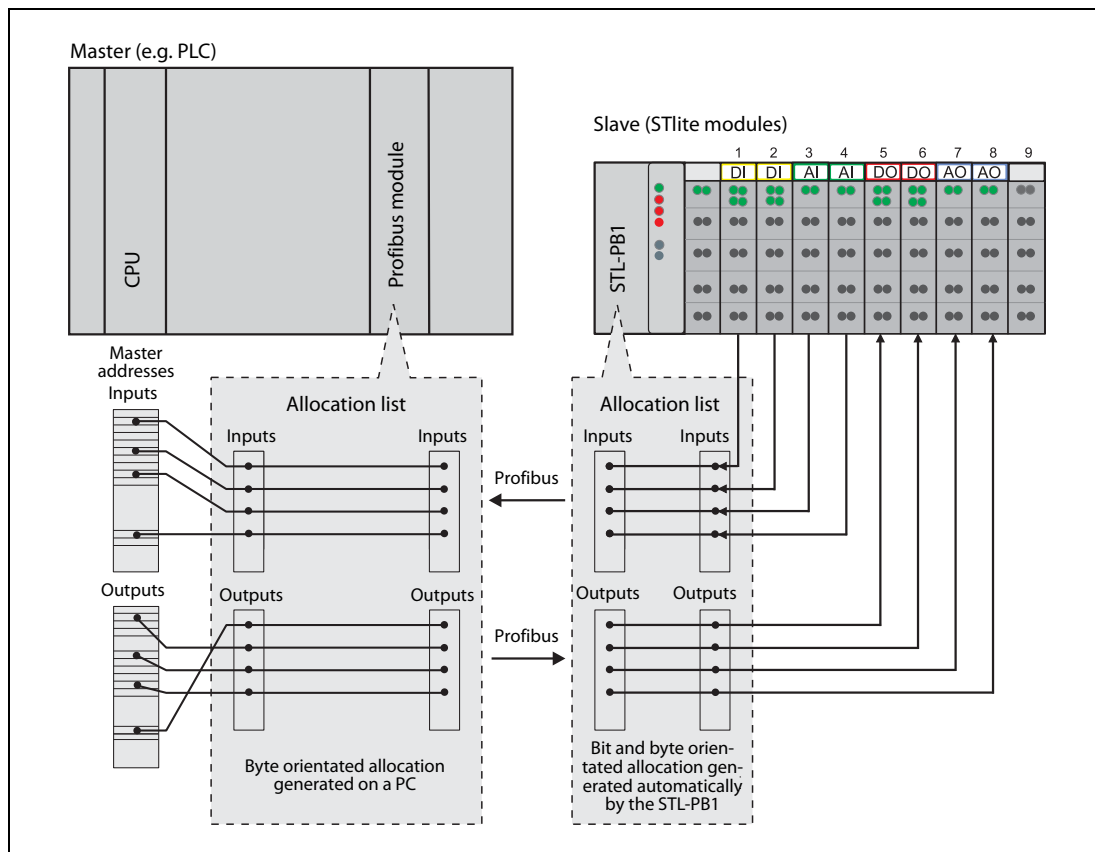 Master (e.g. PLC)
CPU
Profibus module
Slave (STlite modules)
1 2 3 4 5 6 7 8 9
DI DI AI AI DO DO AO AO
STL-PB1
Master
addresses
Inputs
Allocation list
Inputs Inputs
Profibus
Allocation list
Inputs Inputs
Outputs
Outputs Outputs
Profibus
Outputs Outputs
Byte orientated allocation
generated on a PC
Bit and byte orien-
tated allocation gen-
erated automatically
by the STL-PB1